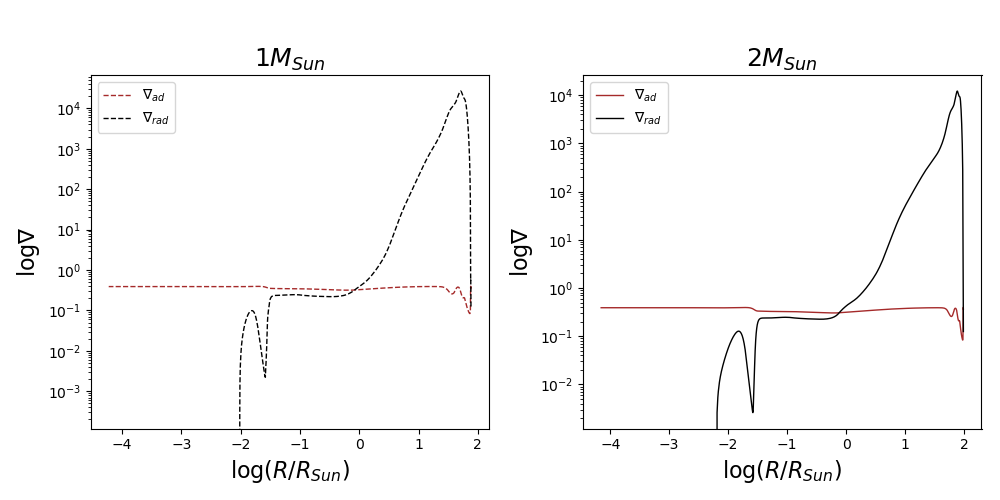 1M_Sun
log∇
10^4
10^3
10^2
10^1
10^0
10^−1
10^−2
10^−3
∇_ad
∇_rad
−4 −3 −2 −1 0 1 2
log(R/R_Sun)
2M_Sun
log∇
10^4
10^3
10^2
10^1
10^0
10^−1
10^−2
∇_ad
∇_rad
−4 −3 −2 −1 0 1 2
log(R/R_Sun)